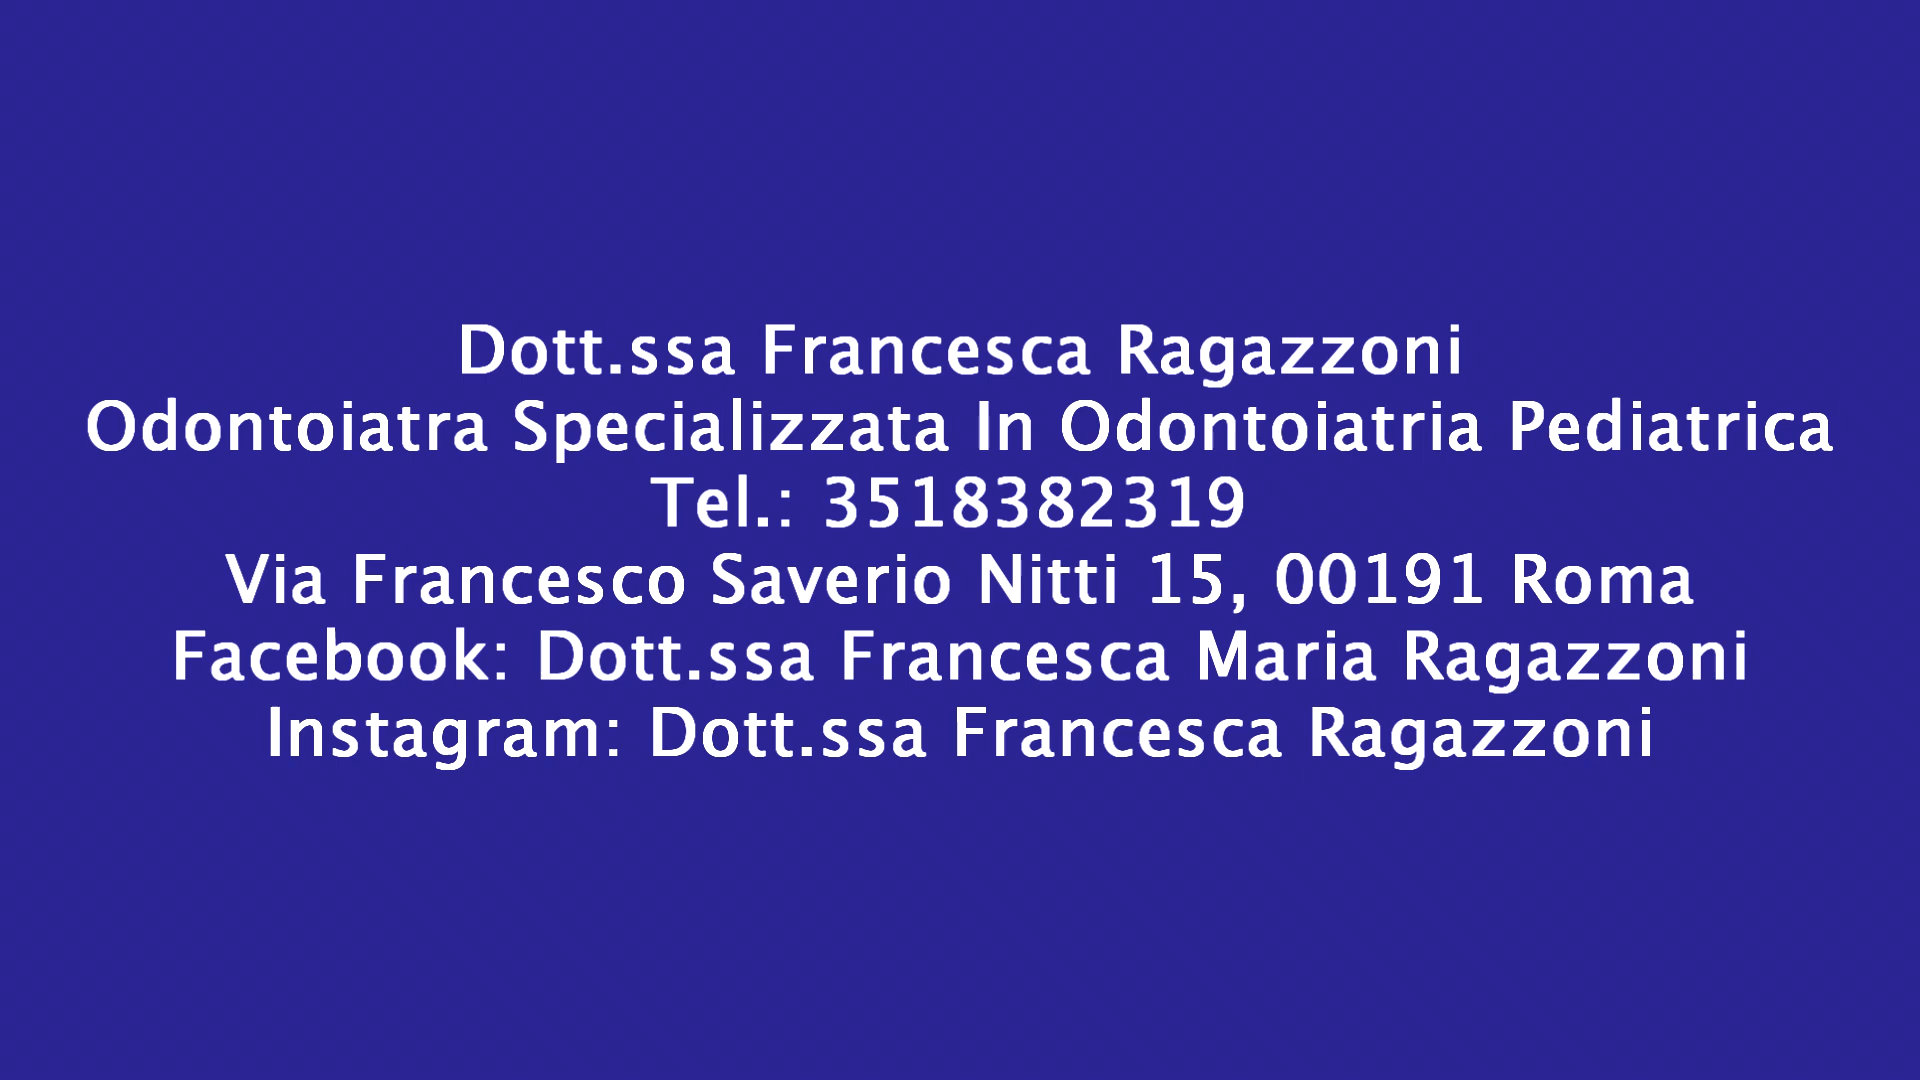 Dott.ssa Francesca Ragazzoni
Odontoiatra Specializzata In Odontoiatria Pediatrica
Tel.: 3518382319
Via Francesco Saverio Nitti 15, 00191 Roma
Facebook: Dott.ssa Francesca Maria Ragazzoni
Instagram: Dott.ssa Francesca Ragazzoni